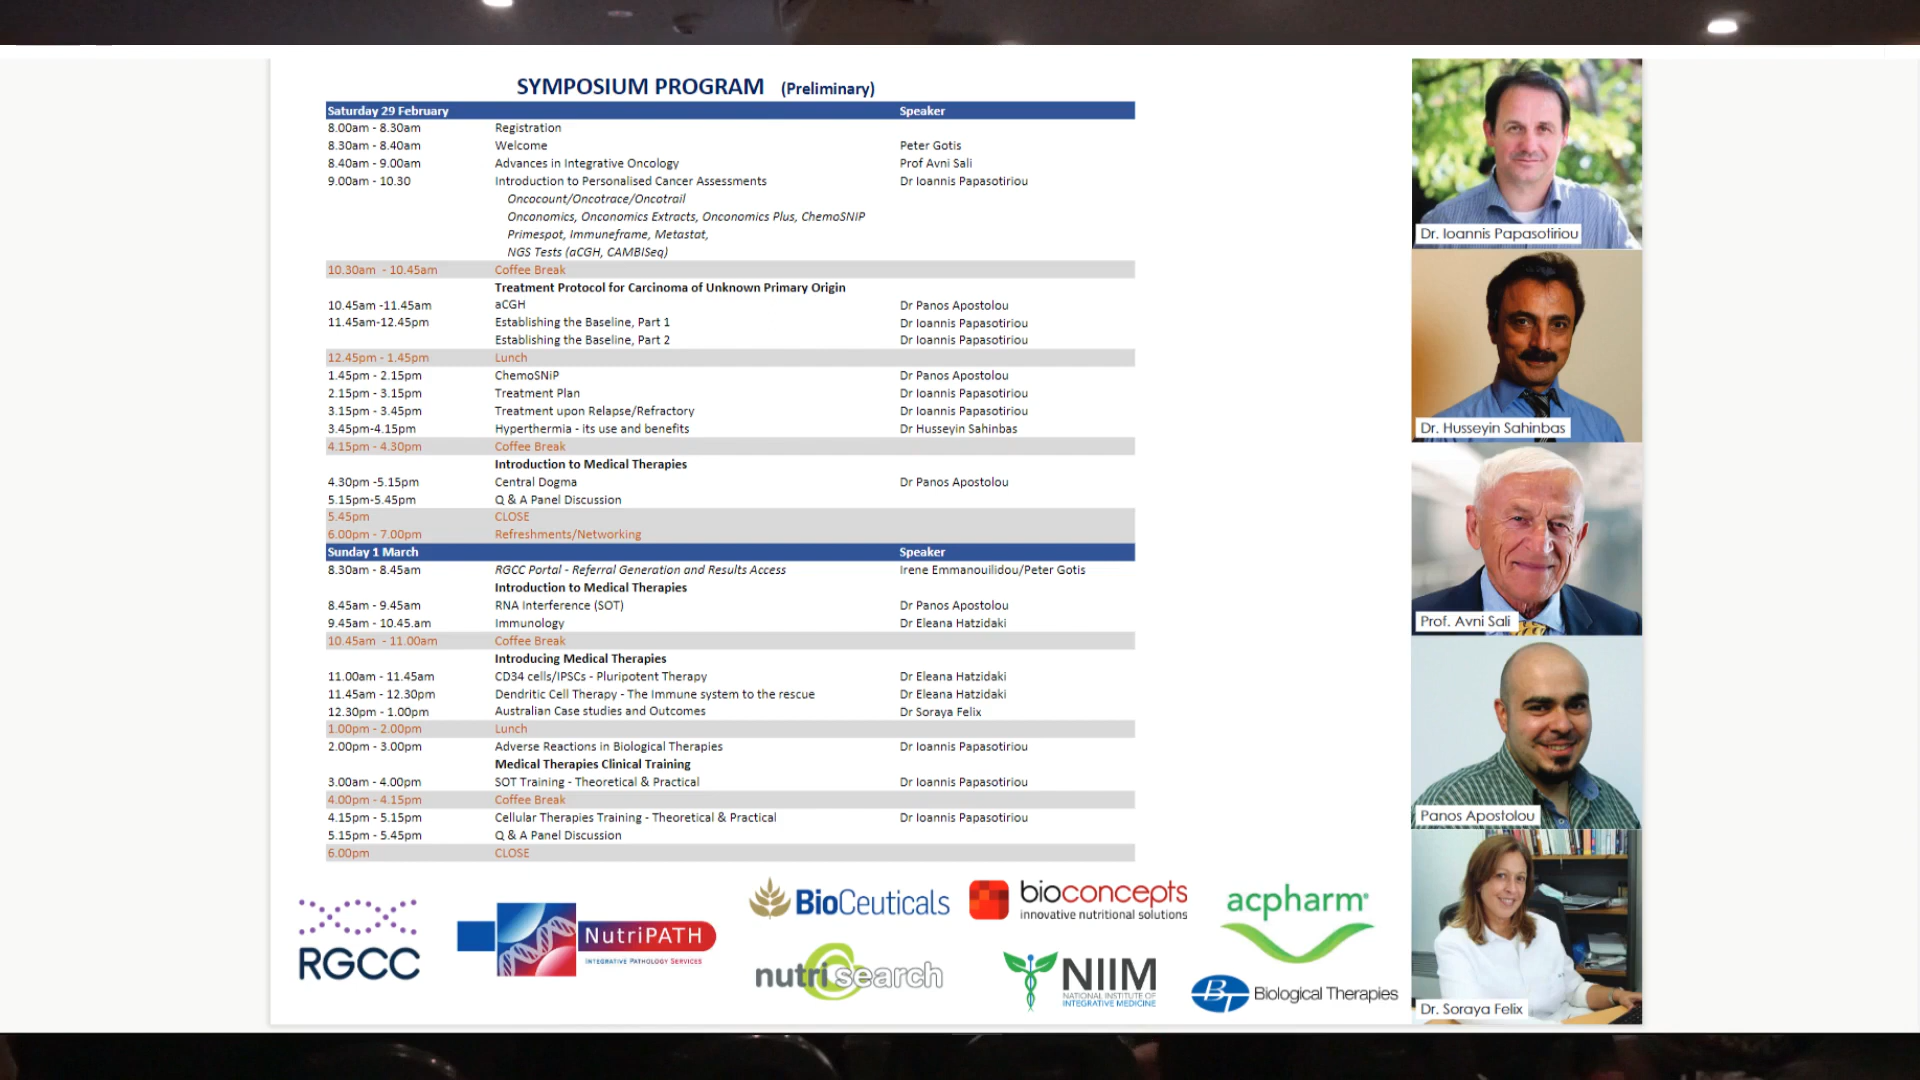 SYMPOSIUM PROGRAM (Preliminary)
Saturday 29 February Speaker
8.00am - 8.30am Registration
8.30am - 8.40am Welcome Peter Gotis
8.40am - 9.00am Advances in Integrative Oncology Prof Avni Sali
9.00am - 10.30 Introduction to Personalised Cancer Assessments Dr Ioannis Papasotiriou
Oncocount/Oncotrace/Oncotrail
Onconomics, Onconomics Extracts, Onconomics Plus, ChemoSNIP
Primespot, Immuneframe, Metastat,
NGS Tests (aCGH, CAMBISeq)
10.30am - 10.45am Coffee Break
Treatment Protocol for Carcinoma of Unknown Primary Origin
10.45am -11.45am aCGH Dr Panos Apostolou
11.45am-12.45pm Establishing the Baseline, Part 1 Dr Ioannis Papasotiriou
Establishing the Baseline, Part 2 Dr Ioannis Papasotiriou
12.45pm - 1.45pm Lunch
1.45pm - 2.15pm ChemoSNiP Dr Panos Apostolou
2.15pm - 3.15pm Treatment Plan Dr Ioannis Papasotiriou
3.15pm - 3.45pm Treatment upon Relapse/Refractory Dr Ioannis Papasotiriou
3.45pm-4.15pm Hyperthermia - its use and benefits Dr Husseyin Sahinbas
4.15pm - 4.30pm Coffee Break
Introduction to Medical Therapies
4.30pm -5.15pm Central Dogma Dr Panos Apostolou
5.15pm-5.45pm Q & A Panel Discussion
5.45pm CLOSE
6.00pm - 7.00pm Refreshments/Networking
Sunday 1 March Speaker
8.30am - 8.45am RGCC Portal - Referral Generation and Results Access Irene Emmanouilidou/Peter Gotis
Introduction to Medical Therapies
8.45am - 9.45am RNA Interference (SOT) Dr Panos Apostolou
9.45am - 10.45.am Immunology Dr Eleana Hatzidaki
10.45am - 11.00am Coffee Break
Introducing Medical Therapies
11.00am - 11.45am CD34 cells/IPSCs - Pluripotent Therapy Dr Eleana Hatzidaki
11.45am - 12.30pm Dendritic Cell Therapy - The Immune system to the rescue Dr Eleana Hatzidaki
12.30pm - 1.00pm Australian Case studies and Outcomes Dr Soraya Felix
1.00pm - 2.00pm Lunch
2.00pm - 3.00pm Adverse Reactions in Biological Therapies Dr Ioannis Papasotiriou
Medical Therapies Clinical Training
3.00am - 4.00pm SOT Training - Theoretical & Practical Dr Ioannis Papasotiriou
4.00pm - 4.15pm Coffee Break
4.15pm - 5.15pm Cellular Therapies Training - Theoretical & Practical Dr Ioannis Papasotiriou
5.15pm - 5.45pm Q & A Panel Discussion
6.00pm CLOSE
Dr. Ioannis Papasotiriou
Dr. Husseyin Sahinbas
Prof. Avni Sali
Panos Apostolou
Dr. Soraya Felix
RGCC
NutriPATH
INTEGRATIVE PATHOLOGY SERVICES
BioCeuticals
nutrisearch
bioconcepts
innovative nutritional solutions
NIIM
NATIONAL INSTITUTE OF
INTEGRATIVE MEDICINE
acpharm®
BT Biological Therapies